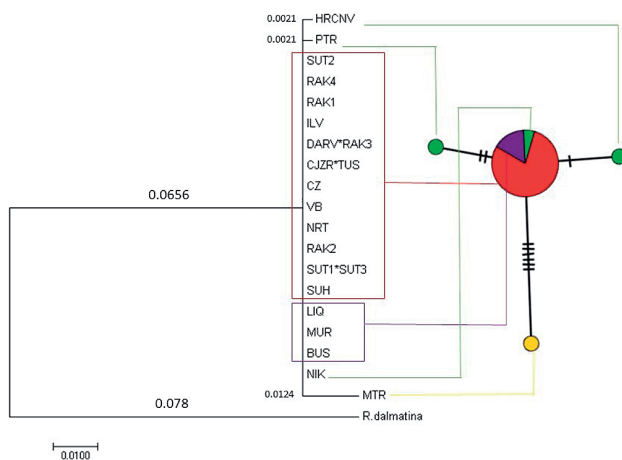 0.0021 HRCNV
0.0021 PTR
SUT2
RAK4
RAK1
ILV
DARV*RAK3
CJZR*TUS
CZ
0.0656
VB
NRT
RAK2
SUT1*SUT3
SUH
LIQ
MUR
BUS
NIK
0.0124 MTR
0.078
R.dalmatina
0.0100